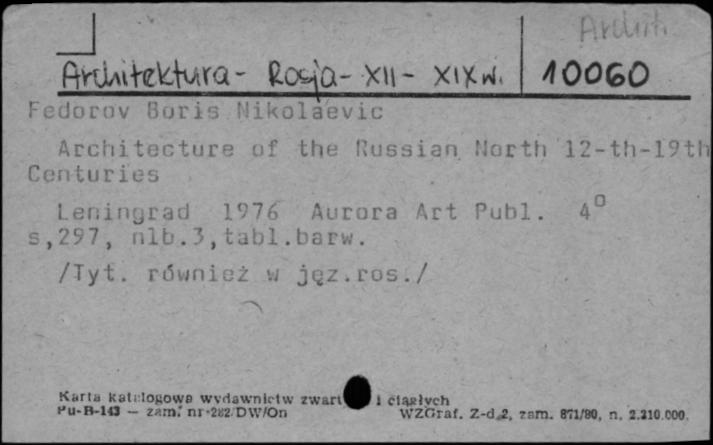 Archit.
Architektura - Rosja - XII - XIX w. 10060
Fedorov Boris Nikolaevic
Architecture of the Russian North 12-th-19th
Centuries
Leningrad 1976 Aurora Art Publ. 4°
s,297, nlb.3,tabl.barw.
/Tyt. również w jęz.ros./
Karta katalogowa wydawnictw zwart i ciągłych
Pu-B-143 — zam. nr 282/DW/On WZGraf. Z-d 2, zam. 871/80, n. 2.210.000.